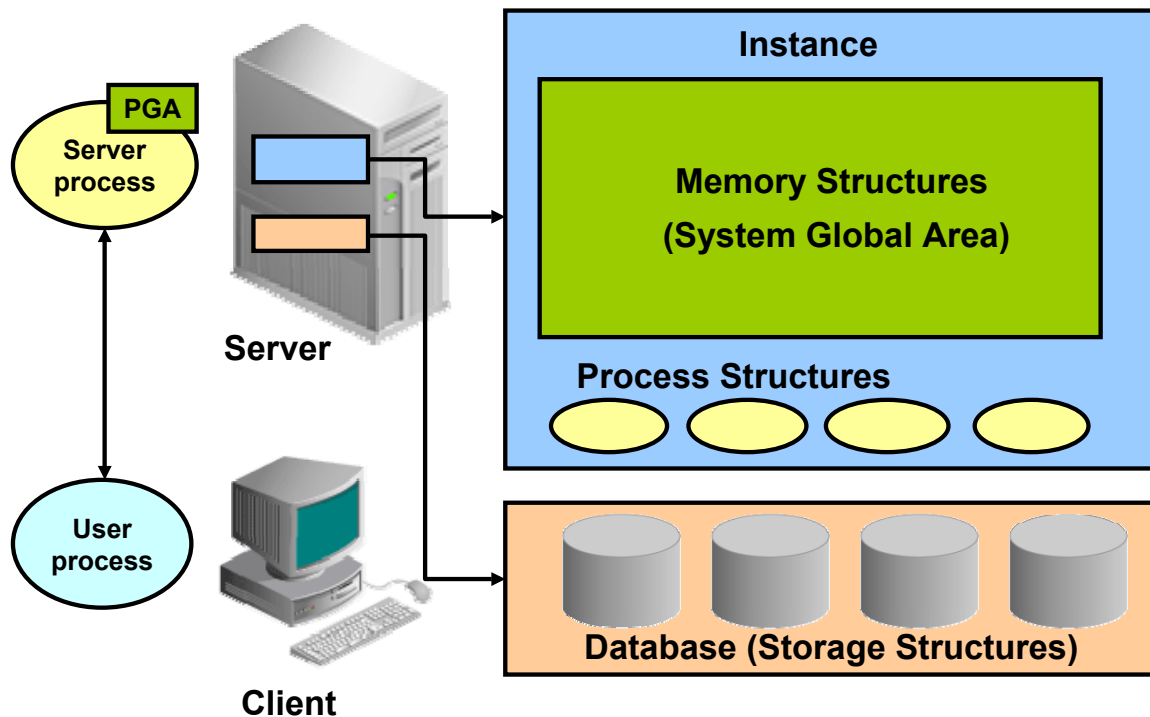 Instance
PGA
Server
process
Memory Structures
(System Global Area)
Server
Process Structures
User
process
Database (Storage Structures)
Client